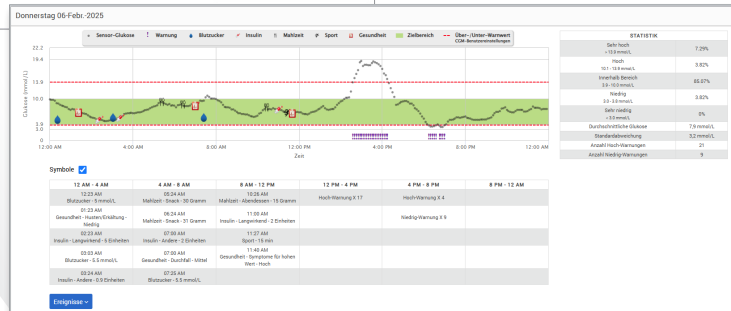 Donnerstag 06-Febr.-2025
Sensor-Glukose
Warnung
Blutzucker
Insulin
Mahlzeit
Sport
Gesundheit
Zielbereich
Über-/Unter-Warnwert
CGM-Benutzereinstellungen
Glukose (mmol/L)
22.2
19.4
13.9
10.0
3.9
3.0
0
12:00 AM
4:00 AM
8:00 AM
12:00 PM
4:00 PM
8:00 PM
12:00 AM
Zeit
STATISTIK
Sehr hoch
> 13.9 mmol/L
7.29%
Hoch
10.1 - 13.9 mmol/L
3.82%
Innerhalb Bereich
3.9 - 10.0 mmol/L
85.07%
Niedrig
3.0 - 3.8 mmol/L
3.82%
Sehr niedrig
< 3.0 mmol/L
0%
Durchschnittliche Glukose
7,9 mmol/L
Standardabweichung
3,2 mmol/L
Anzahl Hoch-Warnungen
21
Anzahl Niedrig-Warnungen
9
Symbole
12 AM - 4 AM
4 AM - 8 AM
8 AM - 12 PM
12 PM - 4 PM
4 PM - 8 PM
8 PM - 12 AM
12:23 AM
Blutzucker - 5 mmol/L
05:24 AM
Mahlzeit - Snack - 30 Gramm
10:26 AM
Mahlzeit - Abendessen - 15 Gramm
Hoch-Warnung X 17
Hoch-Warnung X 4
01:23 AM
Gesundheit - Husten/Erkältung -
Niedrig
06:24 AM
Mahlzeit - Snack - 31 Gramm
11:00 AM
Insulin - Langwirkend - 2 Einheiten
Niedrig-Warnung X 9
02:23 AM
Insulin - Langwirkend - 5 Einheiten
07:00 AM
Insulin - Andere - 2 Einheiten
11:27 AM
Sport - 15 min
03:03 AM
Blutzucker - 5.5 mmol/L
07:00 AM
Gesundheit - Durchfall - Mittel
11:40 AM
Gesundheit - Symptome für hohen
Wert - Hoch
03:24 AM
Insulin - Andere - 0.9 Einheiten
07:25 AM
Blutzucker - 5.5 mmol/L
Ereignisse